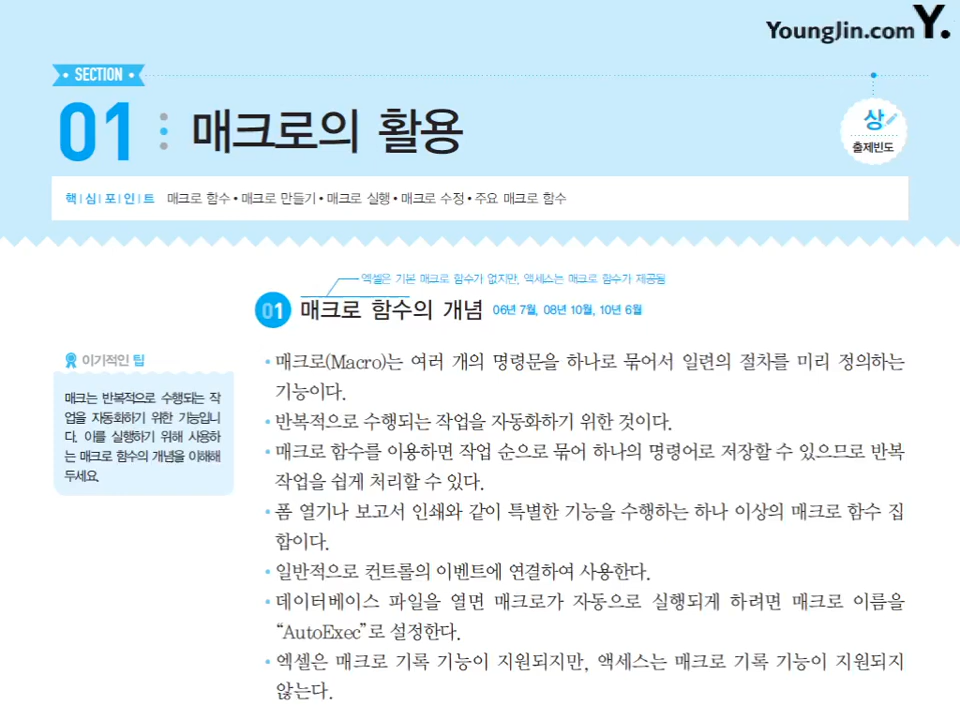 YoungJin.com Y.
SECTION
01 매크로의 활용
상
출제빈도
핵심포인트 매크로 함수 • 매크로 만들기 • 매크로 실행 • 매크로 수정 • 주요 매크로 함수
엑셀은 기본 매크로 함수가 없지만, 액세스는 매크로 함수가 제공됨
01 매크로 함수의 개념 06년 7월, 08년 10월, 10년 6월
이기적인 팁
매크는 반복적으로 수행되는 작
업을 자동화하기 위한 기능입니
다. 이를 실행하기 위해 사용하
는 매크로 함수의 개념을 이해해
두세요.
• 매크로(Macro)는 여러 개의 명령문을 하나로 묶어서 일련의 절차를 미리 정의하는
기능이다.
• 반복적으로 수행되는 작업을 자동화하기 위한 것이다.
• 매크로 함수를 이용하면 작업 순으로 묶어 하나의 명령어로 저장할 수 있으므로 반복
작업을 쉽게 처리할 수 있다.
• 폼 열기나 보고서 인쇄와 같이 특별한 기능을 수행하는 하나 이상의 매크로 함수 집
합이다.
• 일반적으로 컨트롤의 이벤트에 연결하여 사용한다.
• 데이터베이스 파일을 열면 매크로가 자동으로 실행되게 하려면 매크로 이름을
“AutoExec”로 설정한다.
• 엑셀은 매크로 기록 기능이 지원되지만, 액세스는 매크로 기록 기능이 지원되지
않는다.